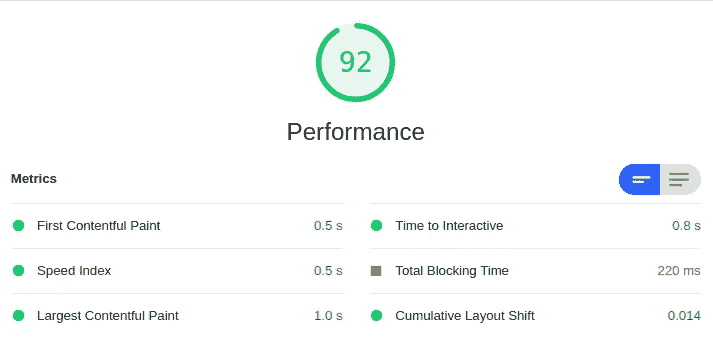 92
Performance
Metrics
First Contentful Paint 0.5 s
Time to Interactive 0.8 s
Speed Index 0.5 s
Total Blocking Time 220 ms
Largest Contentful Paint 1.0 s
Cumulative Layout Shift 0.014